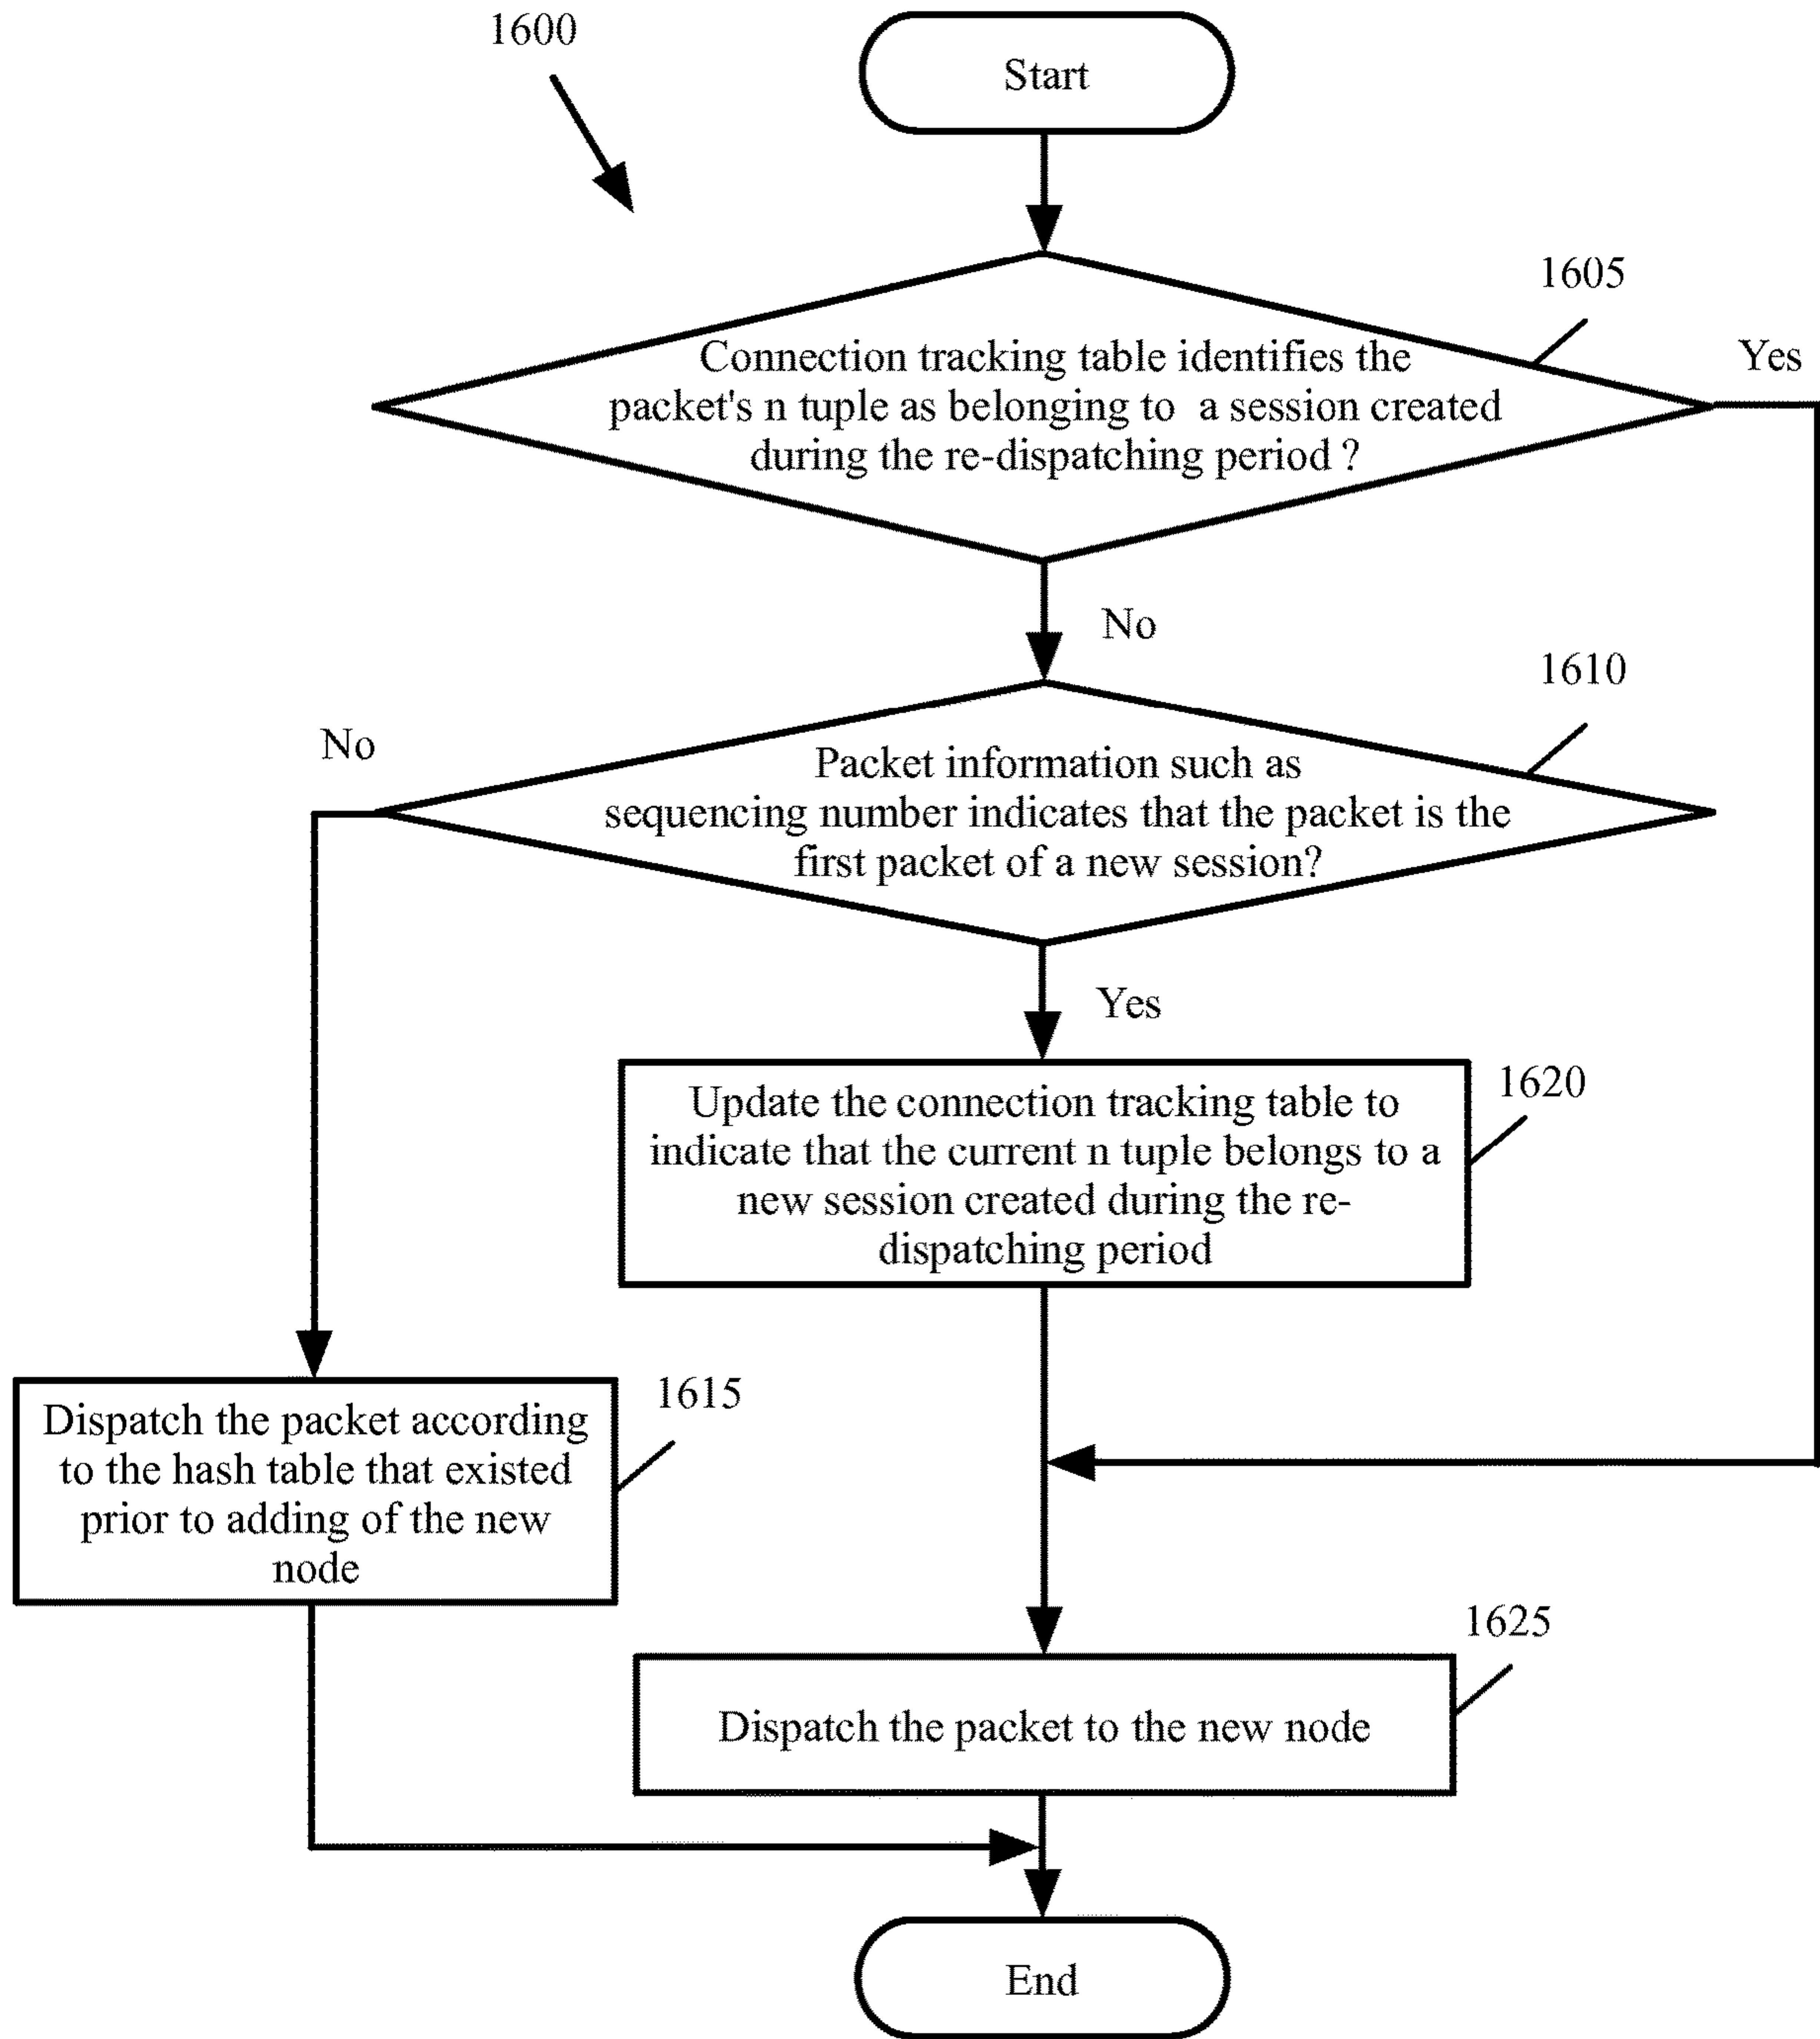 1600
Start
1605
Connection tracking table identifies the
packet's n tuple as belonging to a session created
during the re-dispatching period ?
Yes
No
1610
No
Packet information such as
sequencing number indicates that the packet is the
first packet of a new session?
Yes
1620
Update the connection tracking table to
indicate that the current n tuple belongs to a
new session created during the re-
dispatching period
1615
Dispatch the packet according
to the hash table that existed
prior to adding of the new
node
1625
Dispatch the packet to the new node
End